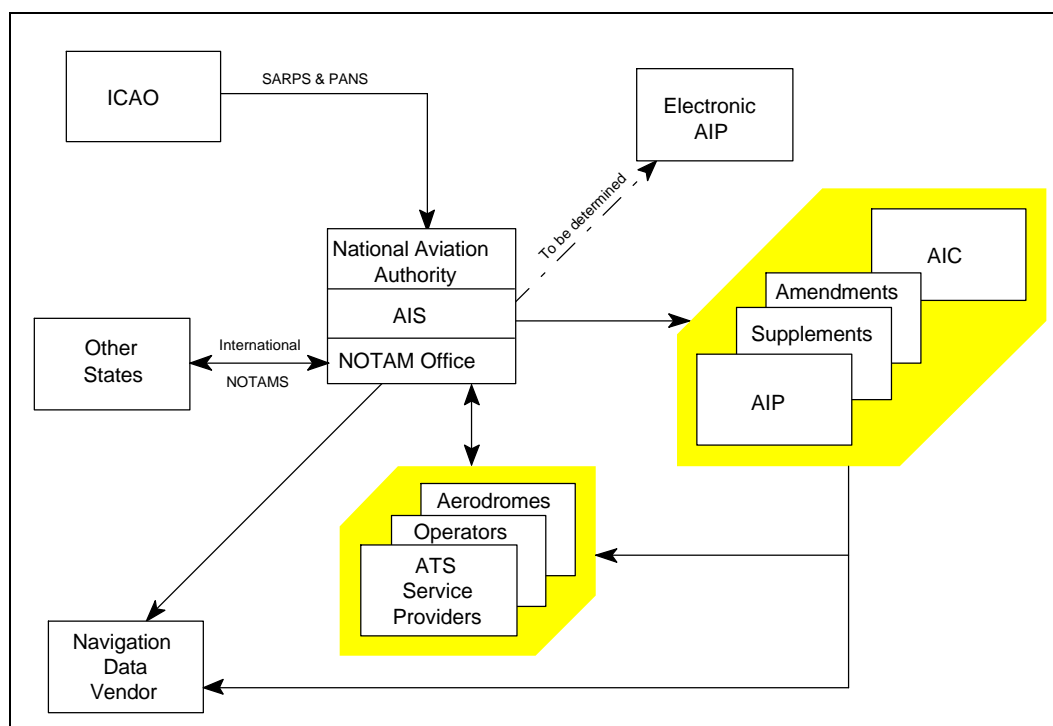 ICAO
SARPS & PANS
Electronic
AIP
To be determined
National Aviation
Authority
AIS
NOTAM Office
AIC
Amendments
Supplements
AIP
Other
States
International
NOTAMS
Aerodromes
Operators
ATS
Service
Providers
Navigation
Data
Vendor